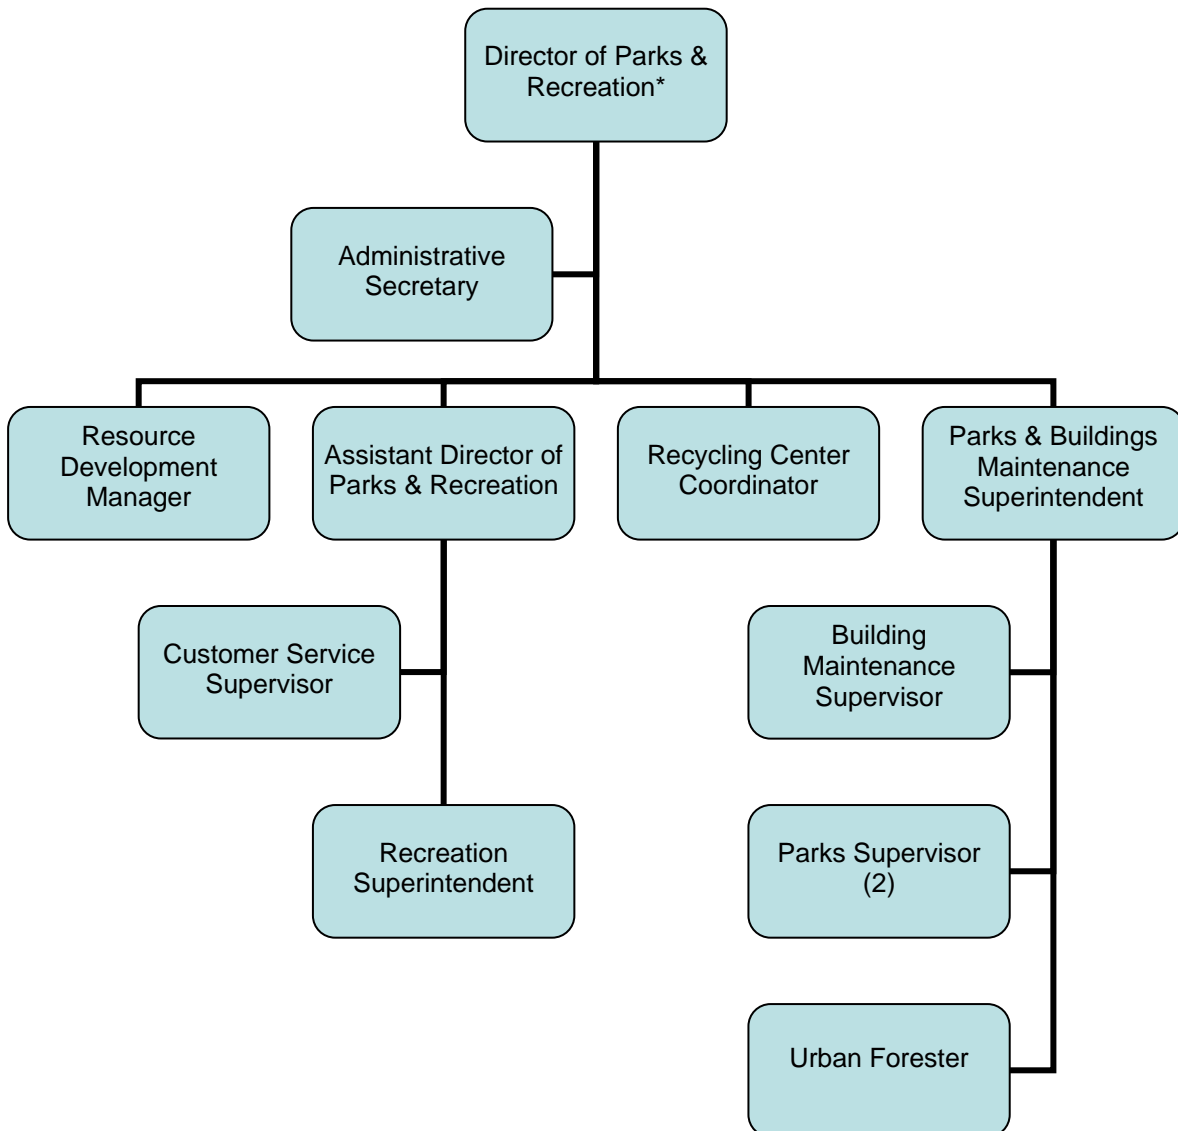 Director of Parks &
Recreation*
Administrative
Secretary
Resource
Development
Manager
Assistant Director of
Parks & Recreation
Recycling Center
Coordinator
Parks & Buildings
Maintenance
Superintendent
Customer Service
Supervisor
Building
Maintenance
Supervisor
Recreation
Superintendent
Parks Supervisor
(2)
Urban Forester